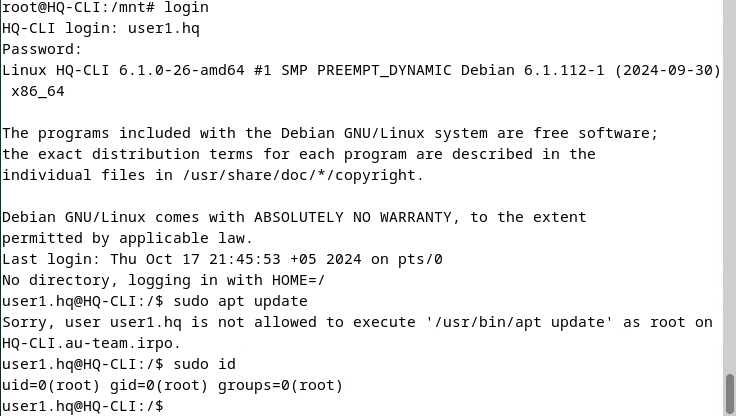 root@HQ-CLI:/mnt# login
HQ-CLI login: user1.hq
Password:
Linux HQ-CLI 6.1.0-26-amd64 #1 SMP PREEMPT_DYNAMIC Debian 6.1.112-1 (2024-09-30)
 x86_64

The programs included with the Debian GNU/Linux system are free software;
the exact distribution terms for each program are described in the
individual files in /usr/share/doc/*/copyright.

Debian GNU/Linux comes with ABSOLUTELY NO WARRANTY, to the extent
permitted by applicable law.
Last login: Thu Oct 17 21:45:53 +05 2024 on pts/0
No directory, logging in with HOME=/
user1.hq@HQ-CLI:/$ sudo apt update
Sorry, user user1.hq is not allowed to execute '/usr/bin/apt update' as root on
HQ-CLI.au-team.irpo.
user1.hq@HQ-CLI:/$ sudo id
uid=0(root) gid=0(root) groups=0(root)
user1.hq@HQ-CLI:/$